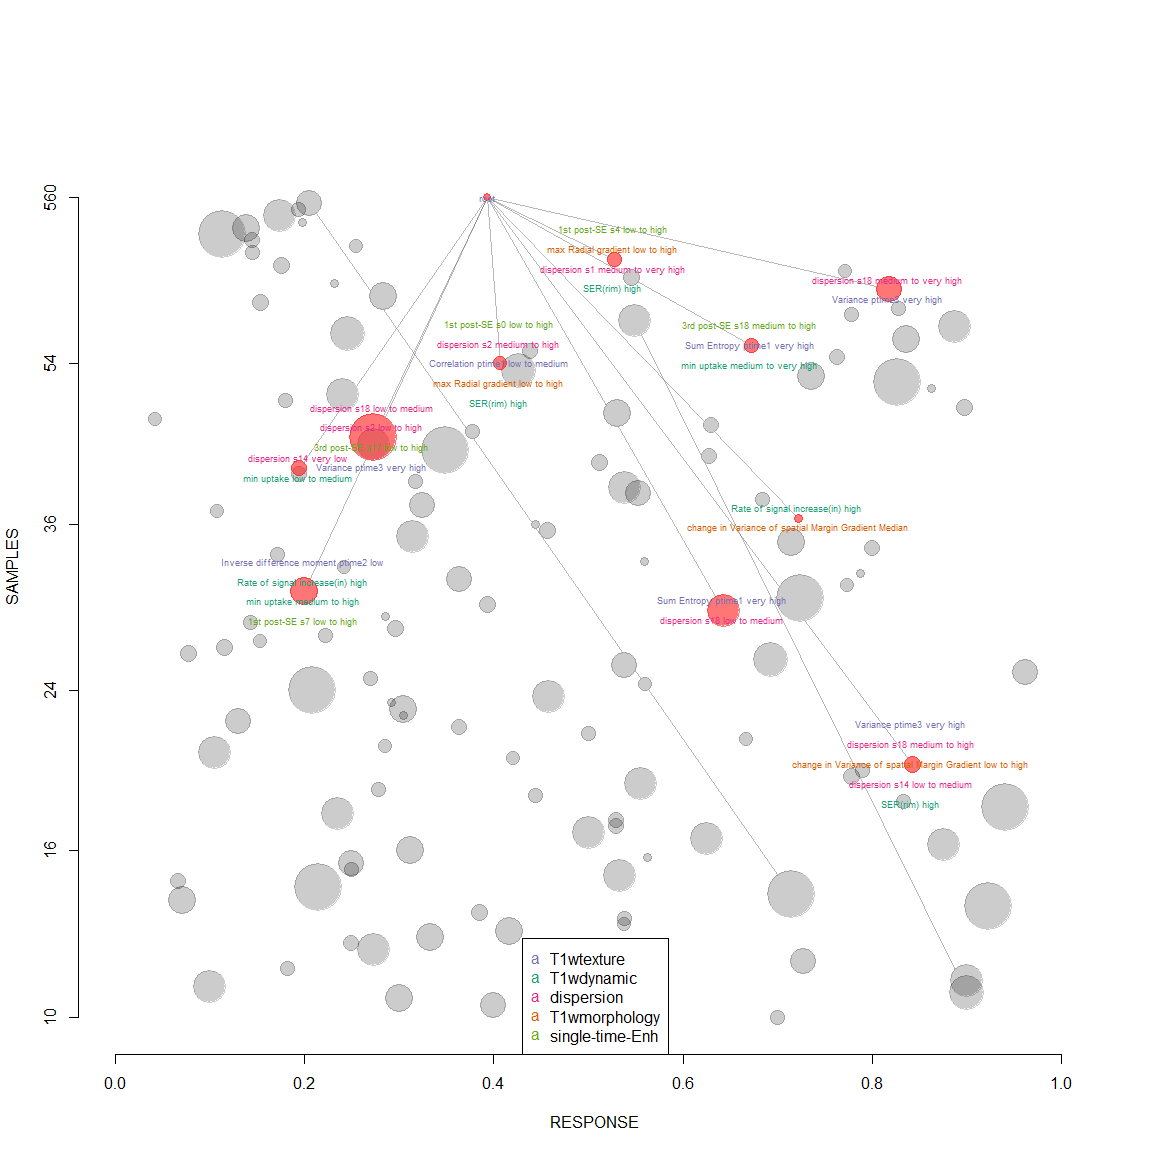 560
54
36
24
16
10
SAMPLES
root
1st post-SE s4 low to high
max Radial gradient low to high
dispersion s1 medium to very high
SER(rim) high
dispersion s18 medium to very high
Variance ptime3 very high
1st post-SE s0 low to high
dispersion s2 medium to high
Correlation ptime1 low to medium
max Radial gradient low to high
SER(rim) high
3rd post-SE s18 medium to high
Sum Entropy ptime1 very high
min uptake medium to very high
dispersion s18 low to medium
dispersion s2 low to high
3rd post-SE s17 low to high
Variance ptime3 very high
dispersion s14 very low
min uptake low to medium
Rate of signal increase(in) high
change in Variance of spatial Margin Gradient Median
Inverse difference moment ptime2 low
Rate of signal increase(in) high
min uptake medium to high
1st post-SE s7 low to high
Sum Entropy ptime1 very high
dispersion s18 low to medium
Variance ptime3 very high
dispersion s18 medium to high
change in Variance of spatial Margin Gradient low to high
dispersion s14 low to medium
SER(rim) high
a T1wtexture
a T1wdynamic
a dispersion
a T1wmorphology
a single-time-Enh
0.0 0.2 0.4 0.6 0.8 1.0
RESPONSE